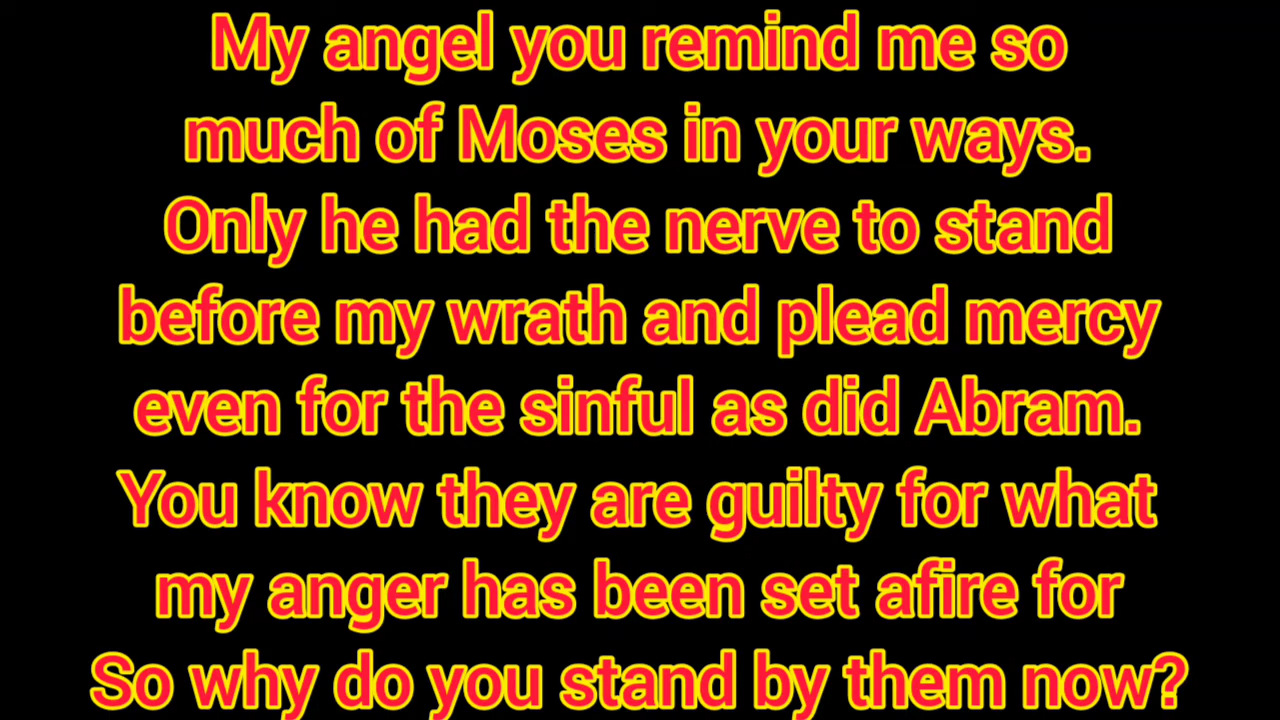 My angel you remind me so
much of Moses in your ways.
Only he had the nerve to stand
before my wrath and plead mercy
even for the sinful as did Abram.
You know they are guilty for what
my anger has been set afire for
So why do you stand by them now?